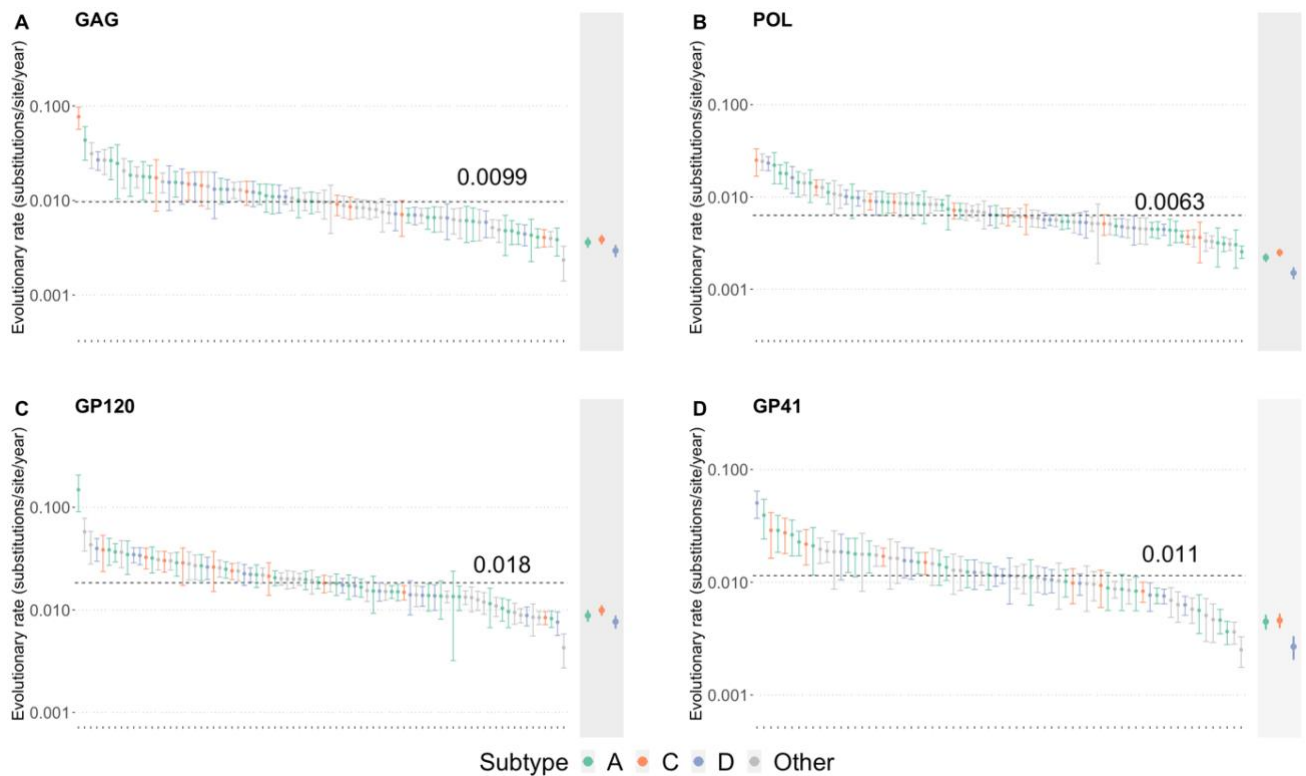 A GAG
Evolutionary rate (substitutions/site/year)
0.100
0.010
0.001
0.0099
B POL
Evolutionary rate (substitutions/site/year)
0.100
0.010
0.001
0.0063
C GP120
Evolutionary rate (substitutions/site/year)
0.100
0.010
0.001
0.018
D GP41
Evolutionary rate (substitutions/site/year)
0.100
0.010
0.001
0.011
Subtype A C D Other